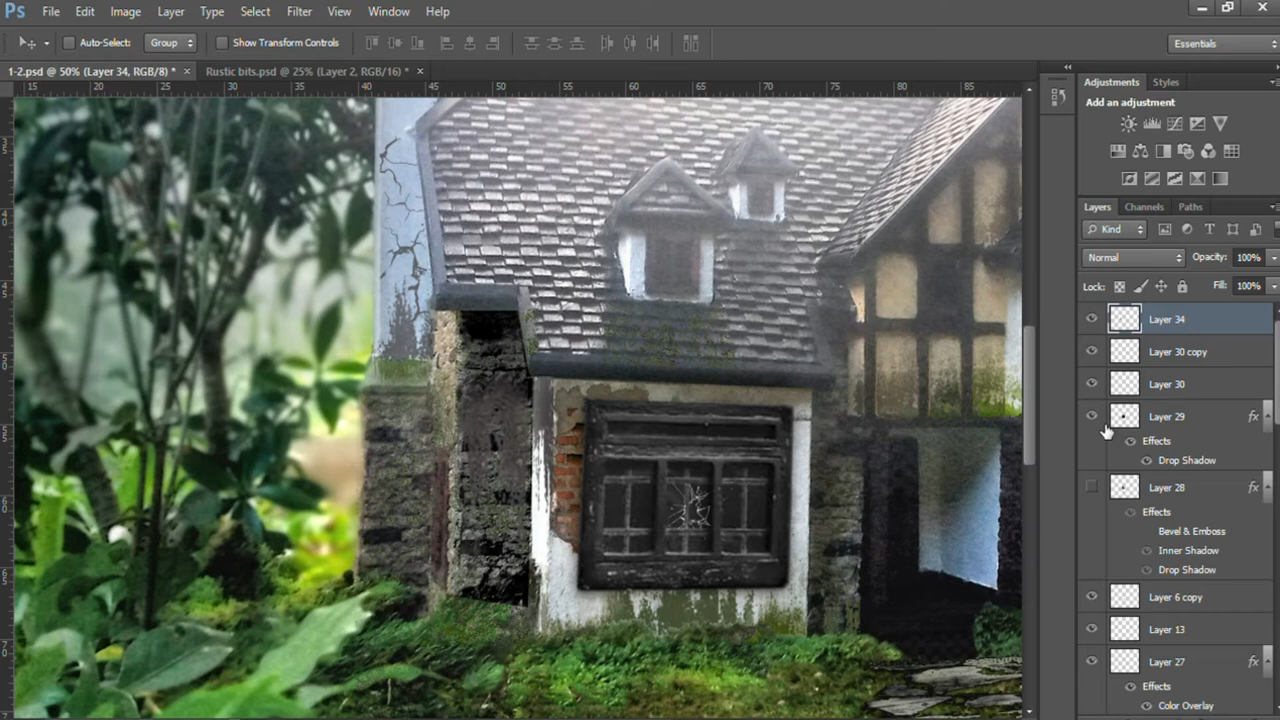 Ps File Edit Image Layer Type Select Filter View Window Help
Auto-Select: Group Show Transform Controls Essentials
1-2.psd @ 50% (Layer 34, RGB/8) * × Rustic bits.psd @ 25% (Layer 2, RGB/16) * ×
15 20 25 30 35 40 45 50 55 60 65 70 75 80 85
Adjustments Styles
Add an adjustment
Layers Channels Paths
Kind
Normal Opacity: 100%
Lock: Fill: 100%
Layer 34
Layer 30 copy
Layer 30
Layer 29 fx
Effects
Drop Shadow
Layer 28 fx
Effects
Bevel & Emboss
Inner Shadow
Drop Shadow
Layer 6 copy
Layer 13
Layer 27 fx
Effects
Color Overlay